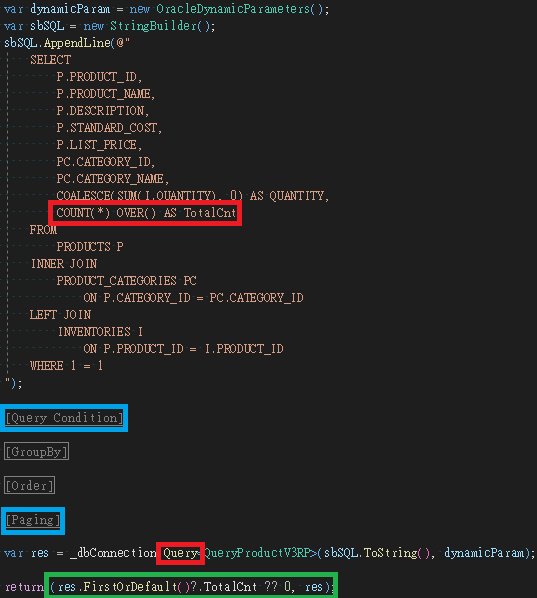 var dynamicParam = new OracleDynamicParameters();
var sbSQL = new StringBuilder();
sbSQL.AppendLine(@"
SELECT
P.PRODUCT_ID,
P.PRODUCT_NAME,
P.DESCRIPTION,
P.STANDARD_COST,
P.LIST_PRICE,
PC.CATEGORY_ID,
PC.CATEGORY_NAME,
COALESCE(SUM(I.QUANTITY), 0) AS QUANTITY,
COUNT(*) OVER() AS TotalCnt
FROM
PRODUCTS P
INNER JOIN
PRODUCT_CATEGORIES PC
ON P.CATEGORY_ID = PC.CATEGORY_ID
LEFT JOIN
INVENTORIES I
ON P.PRODUCT_ID = I.PRODUCT_ID
WHERE 1 = 1
");
[Query Condition]
[GroupBy]
[Order]
[Paging]
var res = _dbConnection.Query<QueryProductV3RP>(sbSQL.ToString(), dynamicParam);
return (res.FirstOrDefault()?.TotalCnt ?? 0, res);